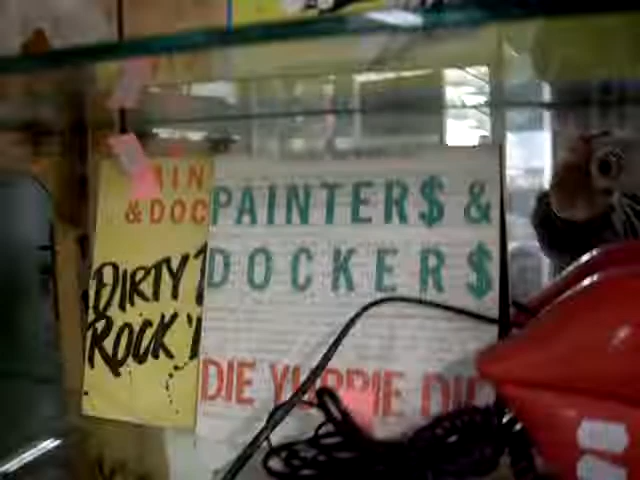 & DOC
DIRTY
ROCK '
PAINTER$ &
DOCKER$
DIE YUPPIE DIE